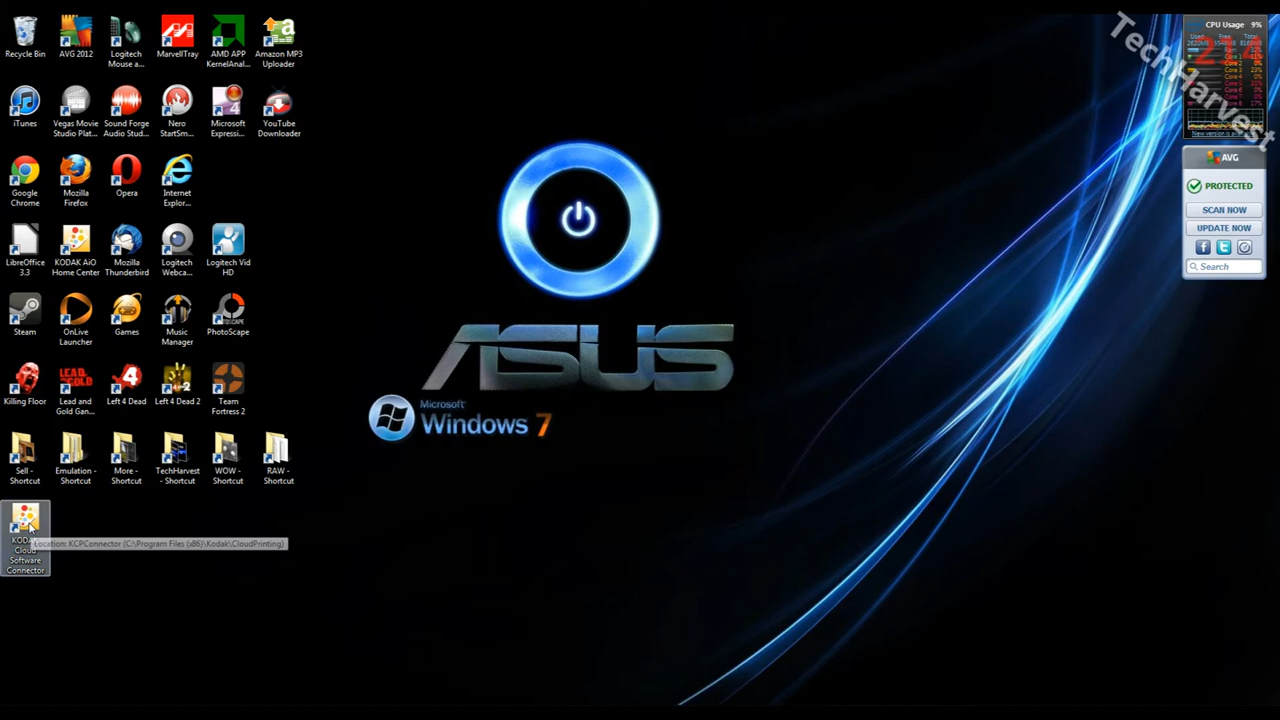 Recycle Bin
AVG 2012
Logitech
Mouse a...
MarvellTray
AMD APP
KernelAnal...
Amazon MP3
Uploader
iTunes
Vegas Movie
Studio Plat...
Sound Forge
Audio Stud...
Nero
StartSm...
Microsoft
Expressi...
YouTube
Downloader
Google
Chrome
Mozilla
Firefox
Opera
Internet
Explor...
LibreOffice
3.3
KODAK AiO
Home Center
Mozilla
Thunderbird
Logitech
Webca...
Logitech Vid
HD
Steam
OnLive
Launcher
Games
Music
Manager
PhotoScape
Killing Floor
Lead and
Gold Gan...
Left 4 Dead
Left 4 Dead 2
Team
Fortress 2
Sell -
Shortcut
Emulation -
Shortcut
More -
Shortcut
TechHarvest
- Shortcut
WOW -
Shortcut
RAW -
Shortcut
Cloud
Software
Connector
Location: KCPConnector (C:\Program Files (x86)\Kodak\CloudPrinting)
ASUS
Microsoft
Windows 7
TechHarvest
CPU Usage 9%
Used Free Total
AVG
PROTECTED
SCAN NOW
UPDATE NOW
Search